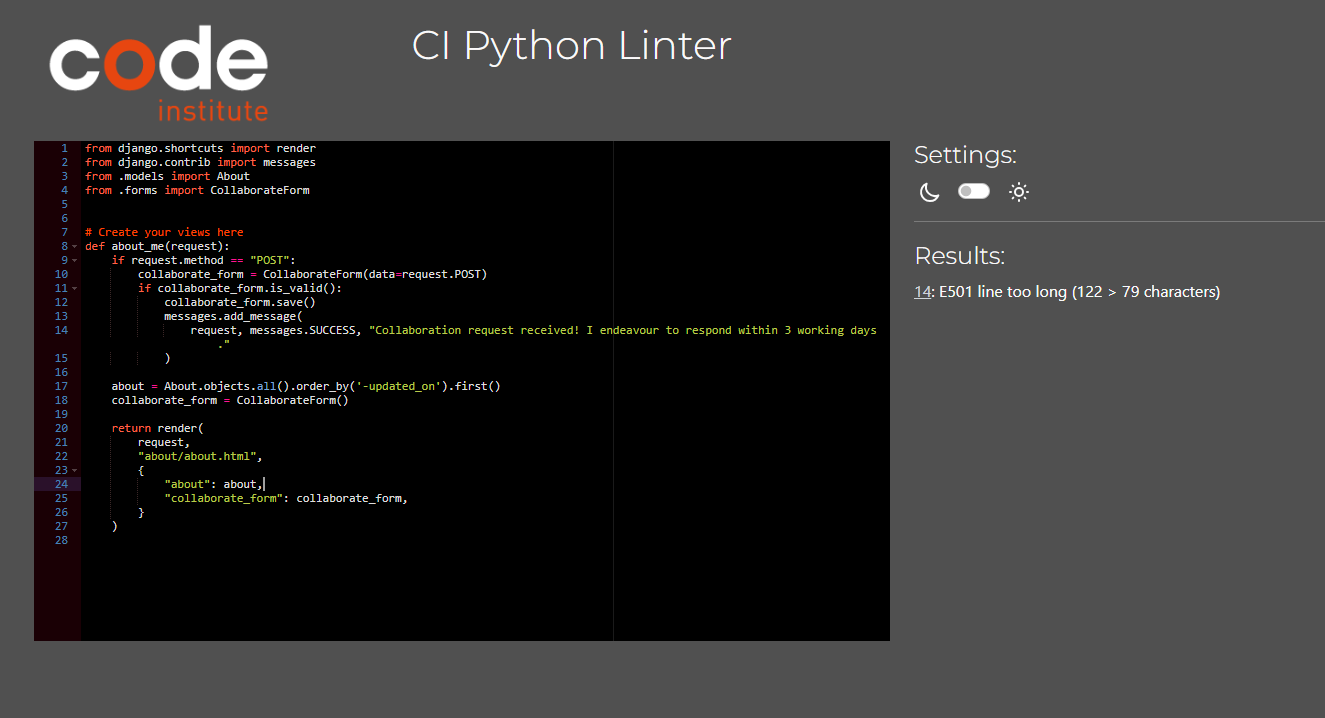 code
institute
CI Python Linter
1 from django.shortcuts import render
2 from django.contrib import messages
3 from .models import About
4 from .forms import CollaborateForm
5
6
7 # Create your views here
8 def about_me(request):
9     if request.method == "POST":
10         collaborate_form = CollaborateForm(data=request.POST)
11         if collaborate_form.is_valid():
12             collaborate_form.save()
13             messages.add_message(
14                 request, messages.SUCCESS, "Collaboration request received! I endeavour to respond within 3 working days
."
15             )
16
17     about = About.objects.all().order_by('-updated_on').first()
18     collaborate_form = CollaborateForm()
19
20     return render(
21         request,
22         "about/about.html",
23         {
24             "about": about,
25             "collaborate_form": collaborate_form,
26         }
27     )
28
Settings:
Results:
14: E501 line too long (122 > 79 characters)